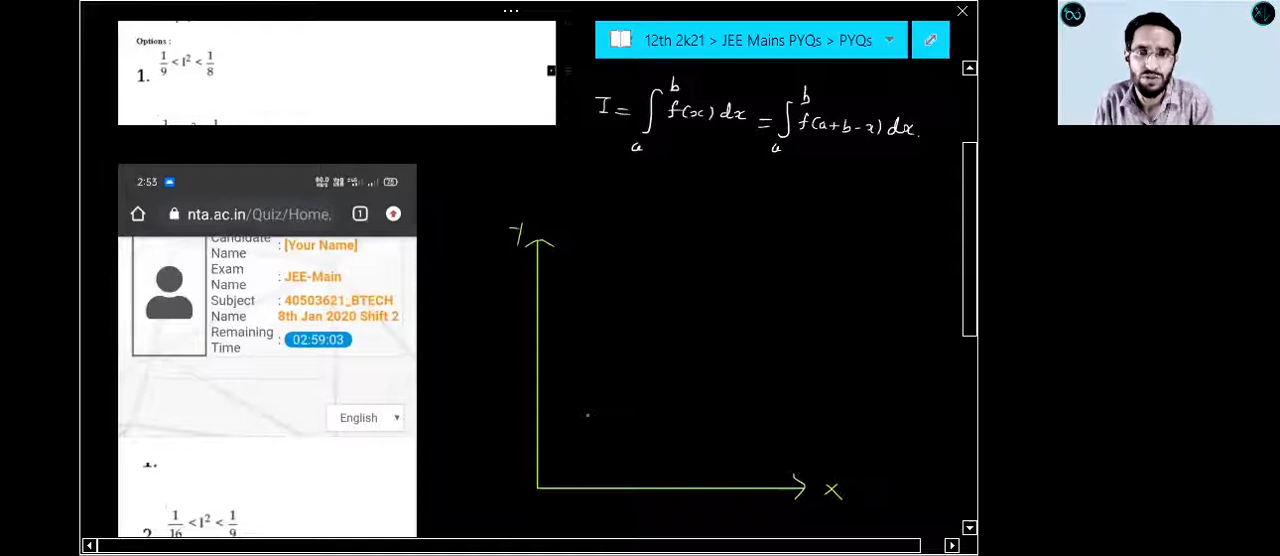 Options :
1. 1/9 < I² < 1/8
12th 2k21 > JEE Mains PYQs > PYQs
I = ∫ₐᵇ f(x) dx = ∫ₐᵇ f(a+b-x) dx.
2:53
nta.ac.in/Quiz/Home.
1
Candidate
Name : [Your Name]
Exam
Name : JEE-Main
Subject : 40503621_BTECH
Name 8th Jan 2020 Shift 2
Remaining
Time : 02:59:03
English
2. 1/16 < I² < 1/9
Y
X